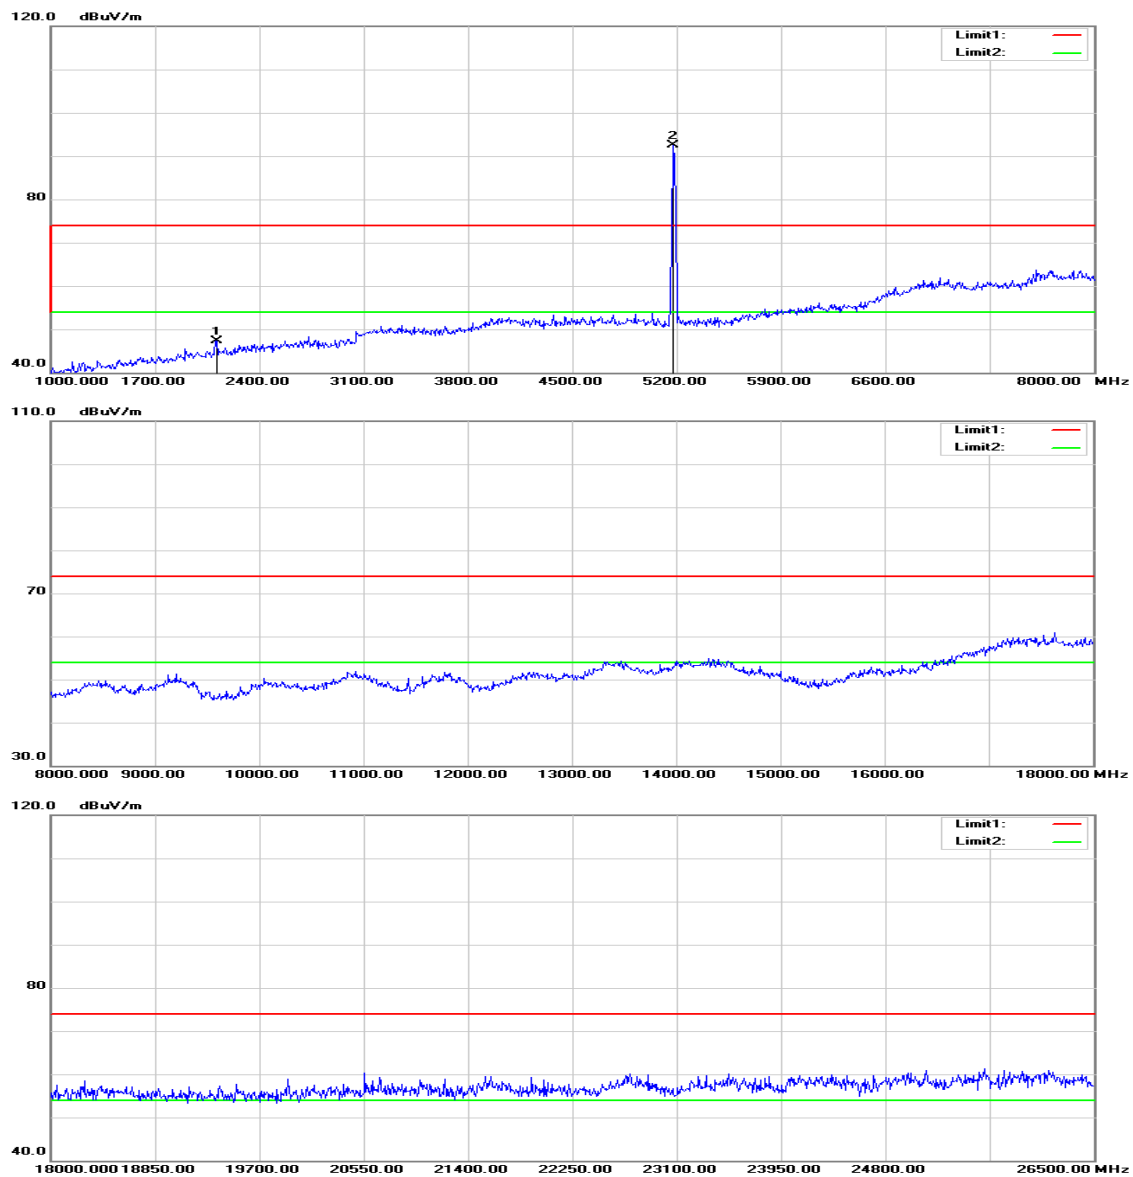 120.0 dBuV/m
Limit1:
Limit2:
2
80
1
40.0
1000.000 1700.00 2400.00 3100.00 3800.00 4500.00 5200.00 5900.00 6600.00 8000.00 MHz
110.0 dBuV/m
Limit1:
Limit2:
70
30.0
8000.000 9000.00 10000.00 11000.00 12000.00 13000.00 14000.00 15000.00 16000.00 18000.00 MHz
120.0 dBuV/m
Limit1:
Limit2:
80
40.0
18000.000 18850.00 19700.00 20550.00 21400.00 22250.00 23100.00 23950.00 24800.00 26500.00 MHz